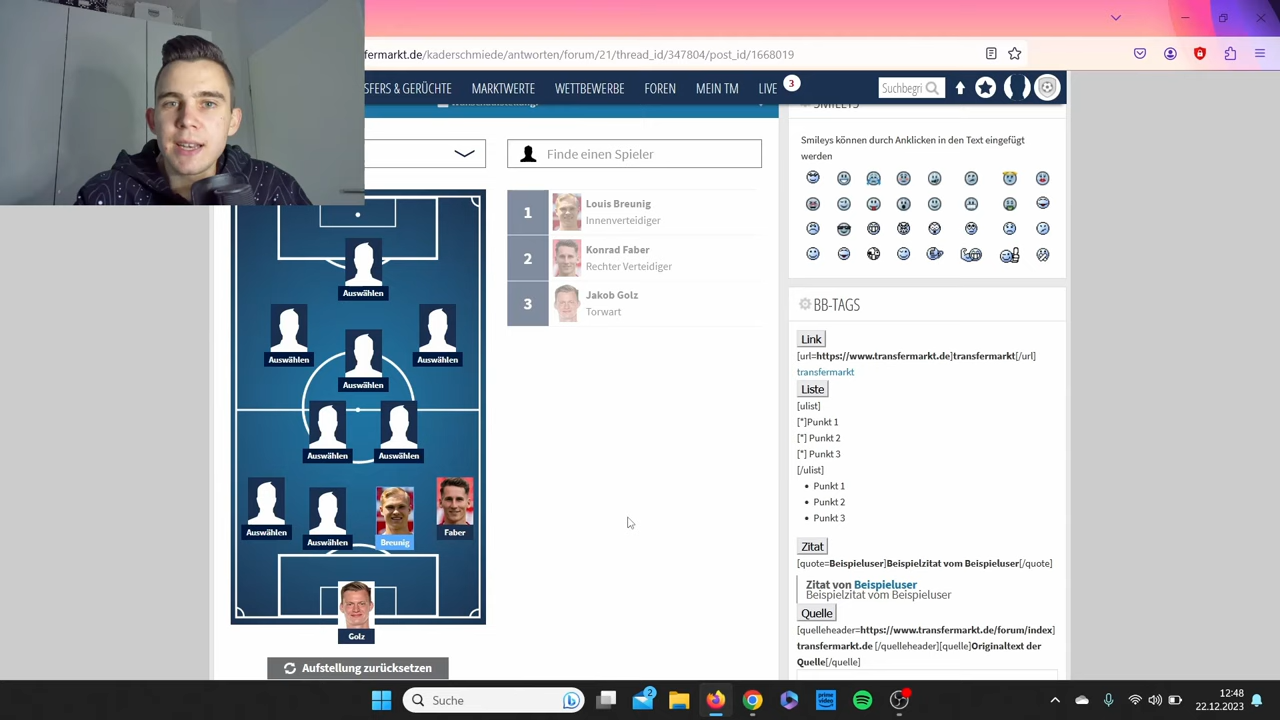 fermarkt.de/kaderschmiede/antworten/forum/21/thread_id/347804/post_id/1668019
SFERS & GERÜCHTE MARKTWERTE WETTBEWERBE FOREN MEIN TM LIVE 3 Suchbegri
SMILEYS
Smileys können durch Anklicken in den Text eingefügt
werden
Finde einen Spieler
1 Louis Breunig
Innenverteidiger
2 Konrad Faber
Rechter Verteidiger
3 Jakob Golz
Torwart
Auswählen
Auswählen
Auswählen
Auswählen
Auswählen
Auswählen
Auswählen
Auswählen
Breunig
Faber
Golz
Aufstellung zurücksetzen
BB-TAGS
Link
[url=https://www.transfermarkt.de]transfermarkt[/url]
transfermarkt
Liste
[ulist]
[*]Punkt 1
[*] Punkt 2
[*] Punkt 3
[/ulist]
• Punkt 1
• Punkt 2
• Punkt 3
Zitat
[quote=Beispieluser]Beispielzitat vom Beispieluser[/quote]
Zitat von Beispieluser
Beispielzitat vom Beispieluser
Quelle
[quelleheader=https://www.transfermarkt.de/forum/index]
transfermarkt.de [/quelleheader][quelle]Originaltext der
Quelle[/quelle]
Suche
2
prime video
12:48
22.12.2023